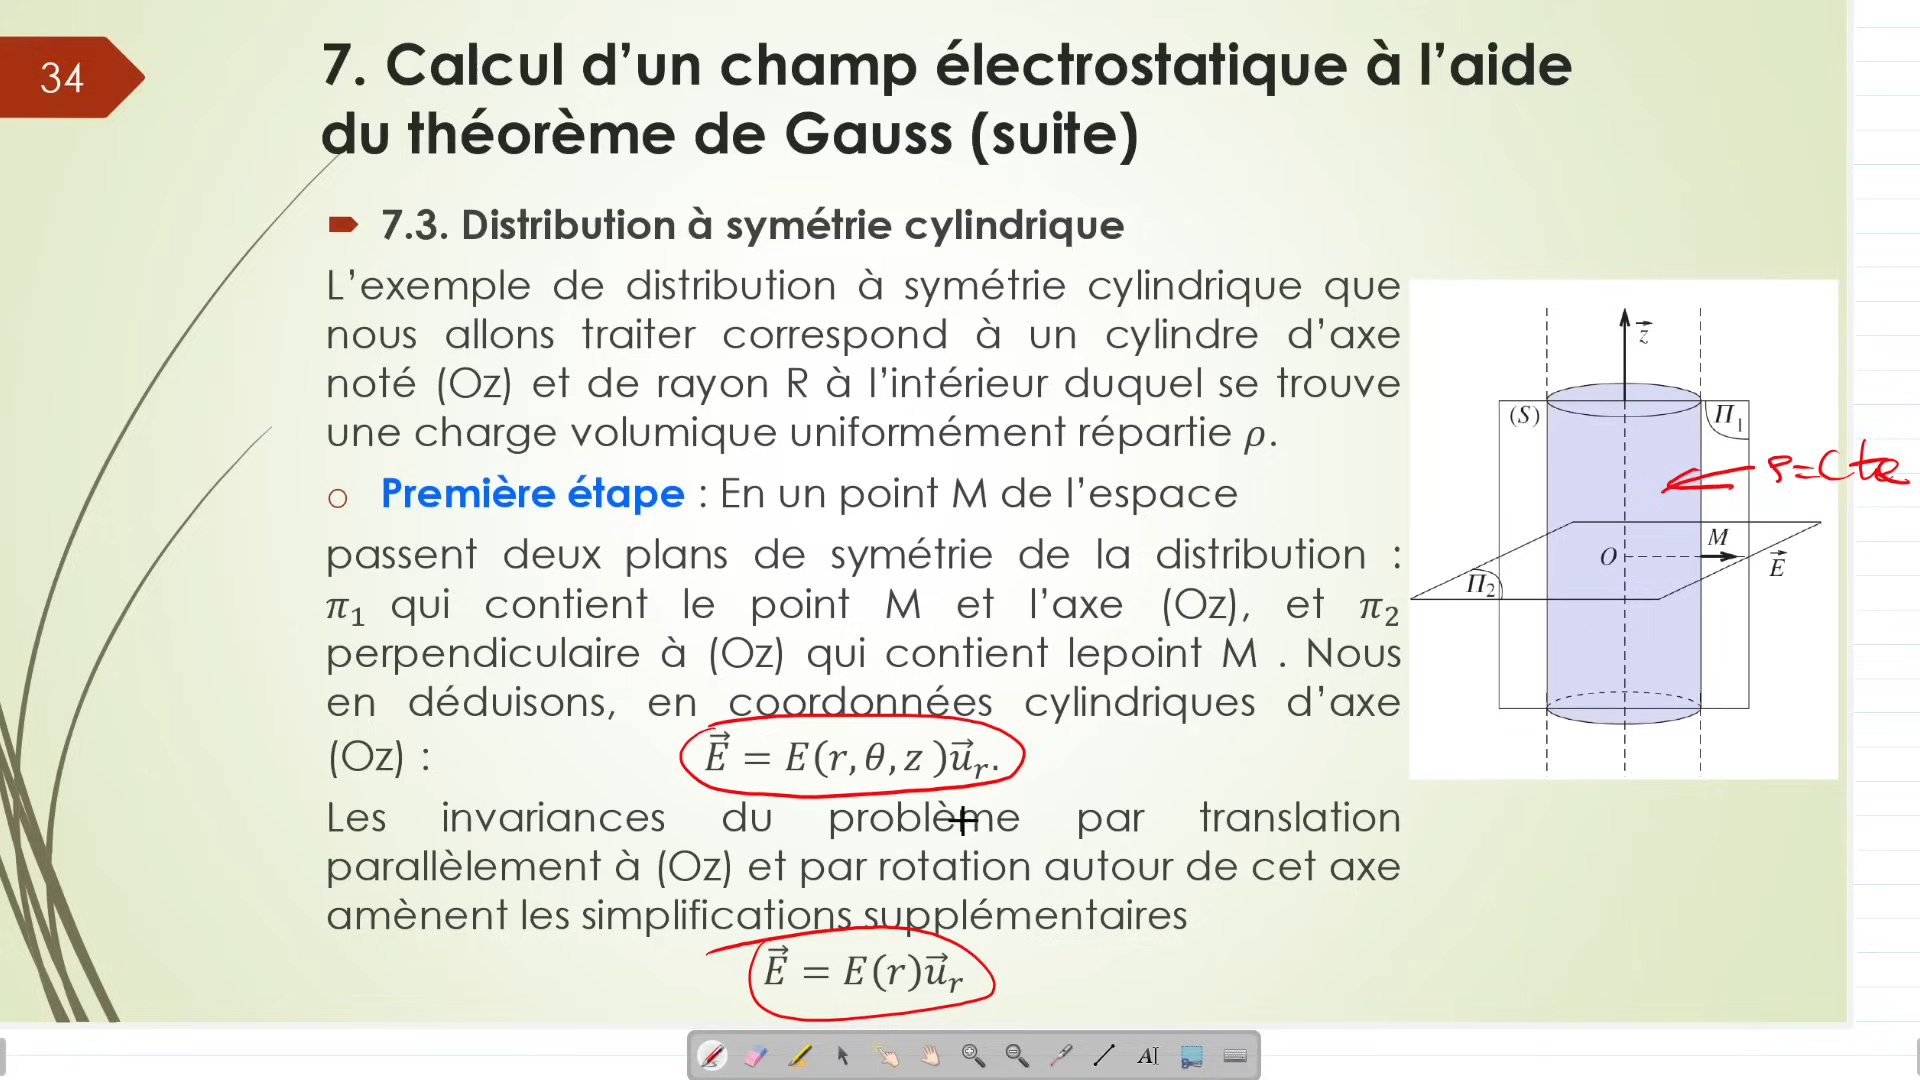 34
7. Calcul d’un champ électrostatique à l’aide
du théorème de Gauss (suite)
7.3. Distribution à symétrie cylindrique
L’exemple de distribution à symétrie cylindrique que
nous allons traiter correspond à un cylindre d’axe
noté (Oz) et de rayon R à l’intérieur duquel se trouve
une charge volumique uniformément répartie ρ.
o Première étape : En un point M de l’espace
passent deux plans de symétrie de la distribution :
π₁ qui contient le point M et l’axe (Oz), et π₂
perpendiculaire à (Oz) qui contient lepoint M . Nous
en déduisons, en coordonnées cylindriques d’axe
(Oz) : E⃗ = E(r, θ, z )u⃗ᵣ.
Les invariances du problème par translation
parallèlement à (Oz) et par rotation autour de cet axe
amènent les simplifications supplémentaires
E⃗ = E(r)u⃗ᵣ
z⃗
(S)
Π₁
ρ=Cte
M
O
E⃗
Π₂
AI